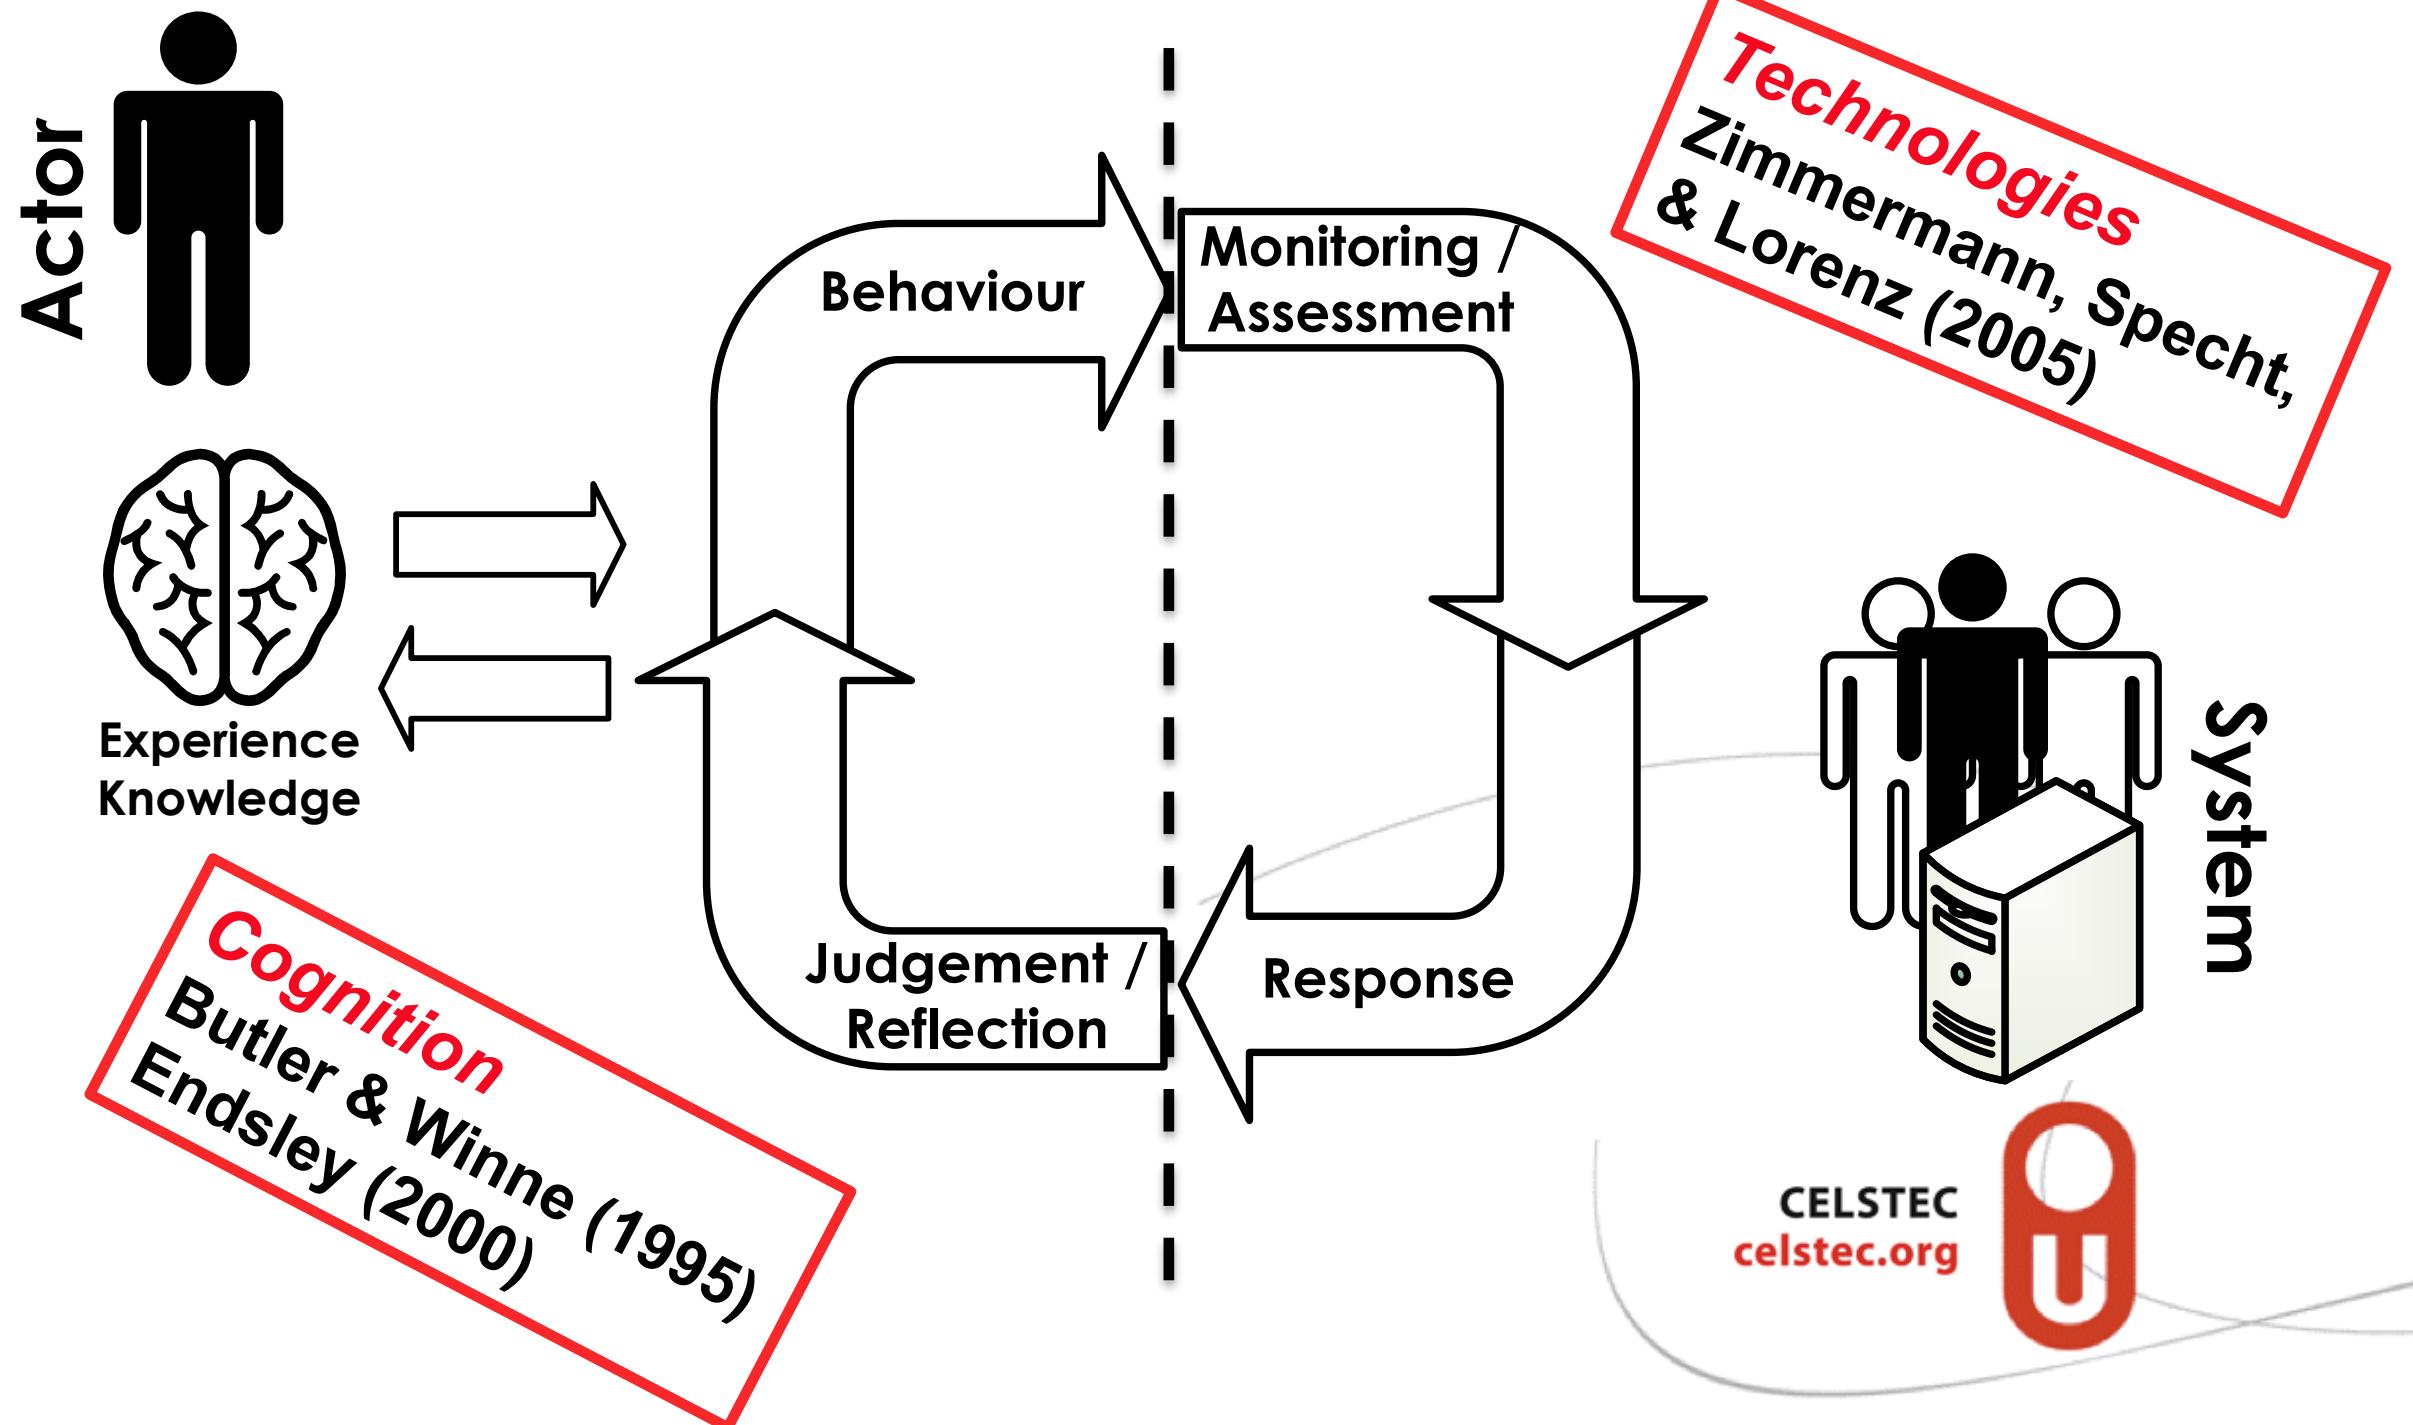 Actor
Behaviour
Monitoring /
Assessment
Technologies
Zimmermann, Specht,
& Lorenz (2005)
Experience
Knowledge
System
Judgement /
Reflection
Response
Cognition
Butler & Winne (1995)
Endsley (2000)
CELSTEC
celstec.org